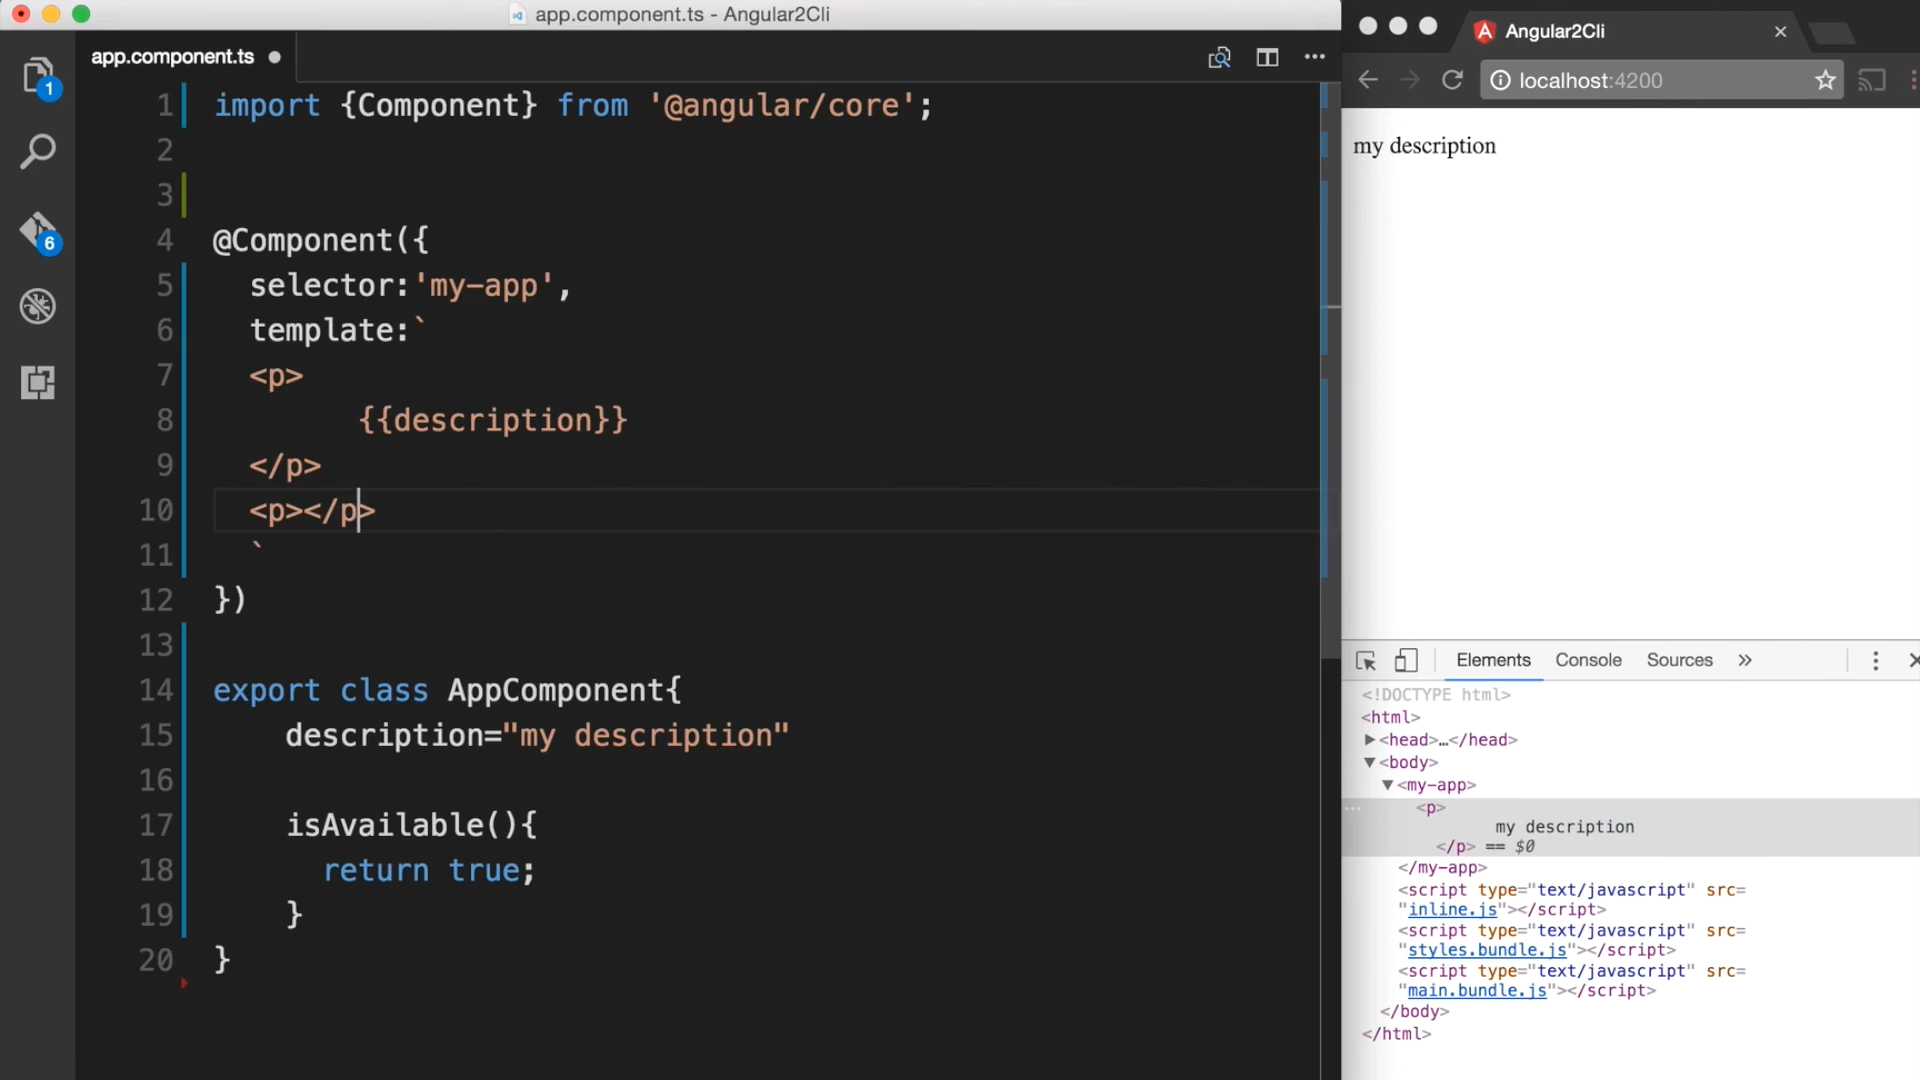 app.component.ts - Angular2Cli
app.component.ts
1
6
1 import {Component} from '@angular/core';
2
3
4 @Component({
5 selector:'my-app',
6 template:`
7 <p>
8 {{description}}
9 </p>
10 <p></p>
11 `
12 })
13
14 export class AppComponent{
15 description="my description"
16
17 isAvailable(){
18 return true;
19 }
20 }
Angular2Cli
localhost:4200
my description
Elements Console Sources »
<!DOCTYPE html>
<html>
<head>…</head>
<body>
<my-app>
<p>
my description
</p> == $0
</my-app>
<script type="text/javascript" src=
"inline.js"></script>
<script type="text/javascript" src=
"styles.bundle.js"></script>
<script type="text/javascript" src=
"main.bundle.js"></script>
</body>
</html>